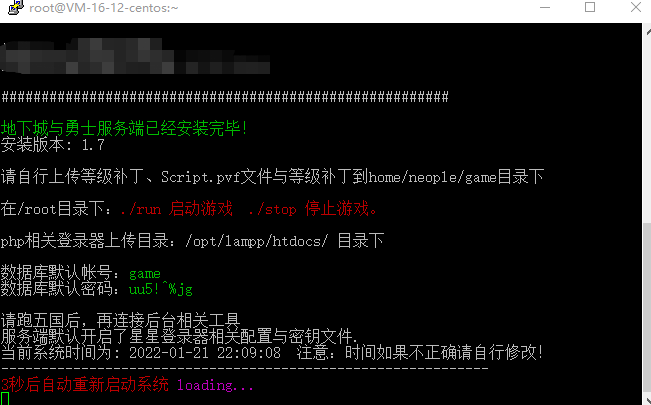 root@VM-16-12-centos:~
########################################################
地下城与勇士服务端已经安装完毕!
安装版本: 1.7
请自行上传等级补丁、Script.pvf文件与等级补丁到home/neople/game目录下
在/root目录下: ./run 启动游戏 ./stop 停止游戏。
php相关登录器上传目录: /opt/lampp/htdocs/ 目录下
数据库默认帐号: game
数据库默认密码: uu5!^%jg
请跑五国后, 再连接后台相关工具
服务端默认开启了星星登录器相关配置与密钥文件.
当前系统时间为: 2022-01-21 22:09:08 注意: 时间如果不正确请自行修改!
-------------------------------------------------------------
3秒后自动重新启动系统 loading...